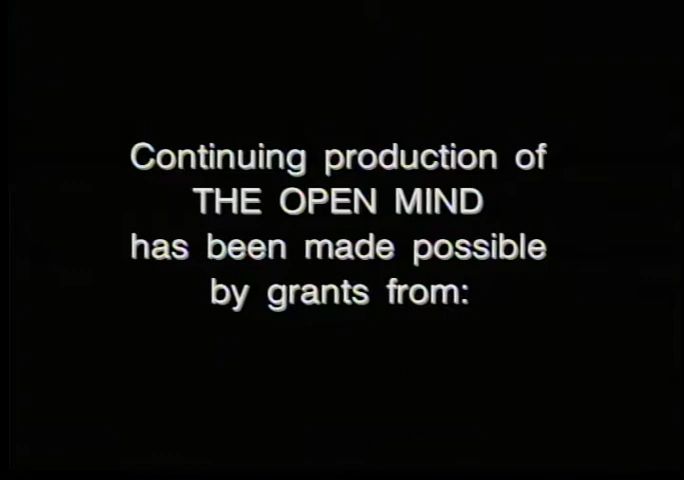 Continuing production of
THE OPEN MIND
has been made possible
by grants from: